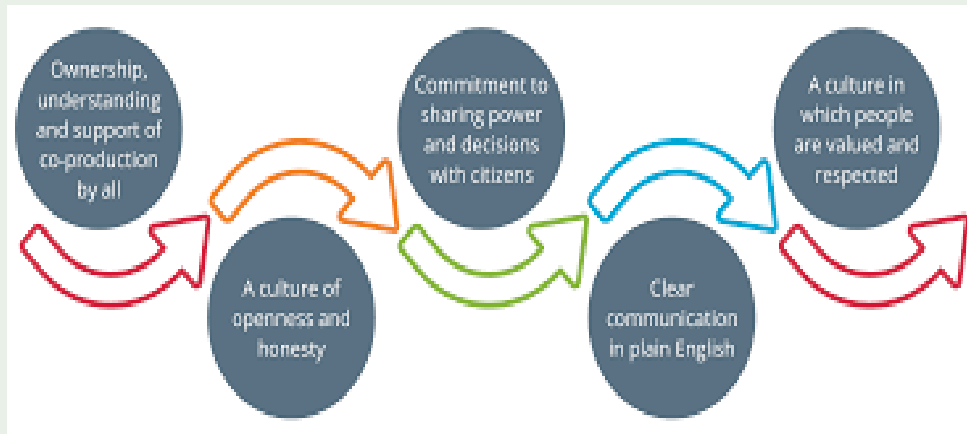 Ownership,
understanding
and support of
co-production
by all
A culture of
openness and
honesty
Commitment to
sharing power
and decisions
with citizens
Clear
communication
in plain English
A culture in
which people
are valued and
respected